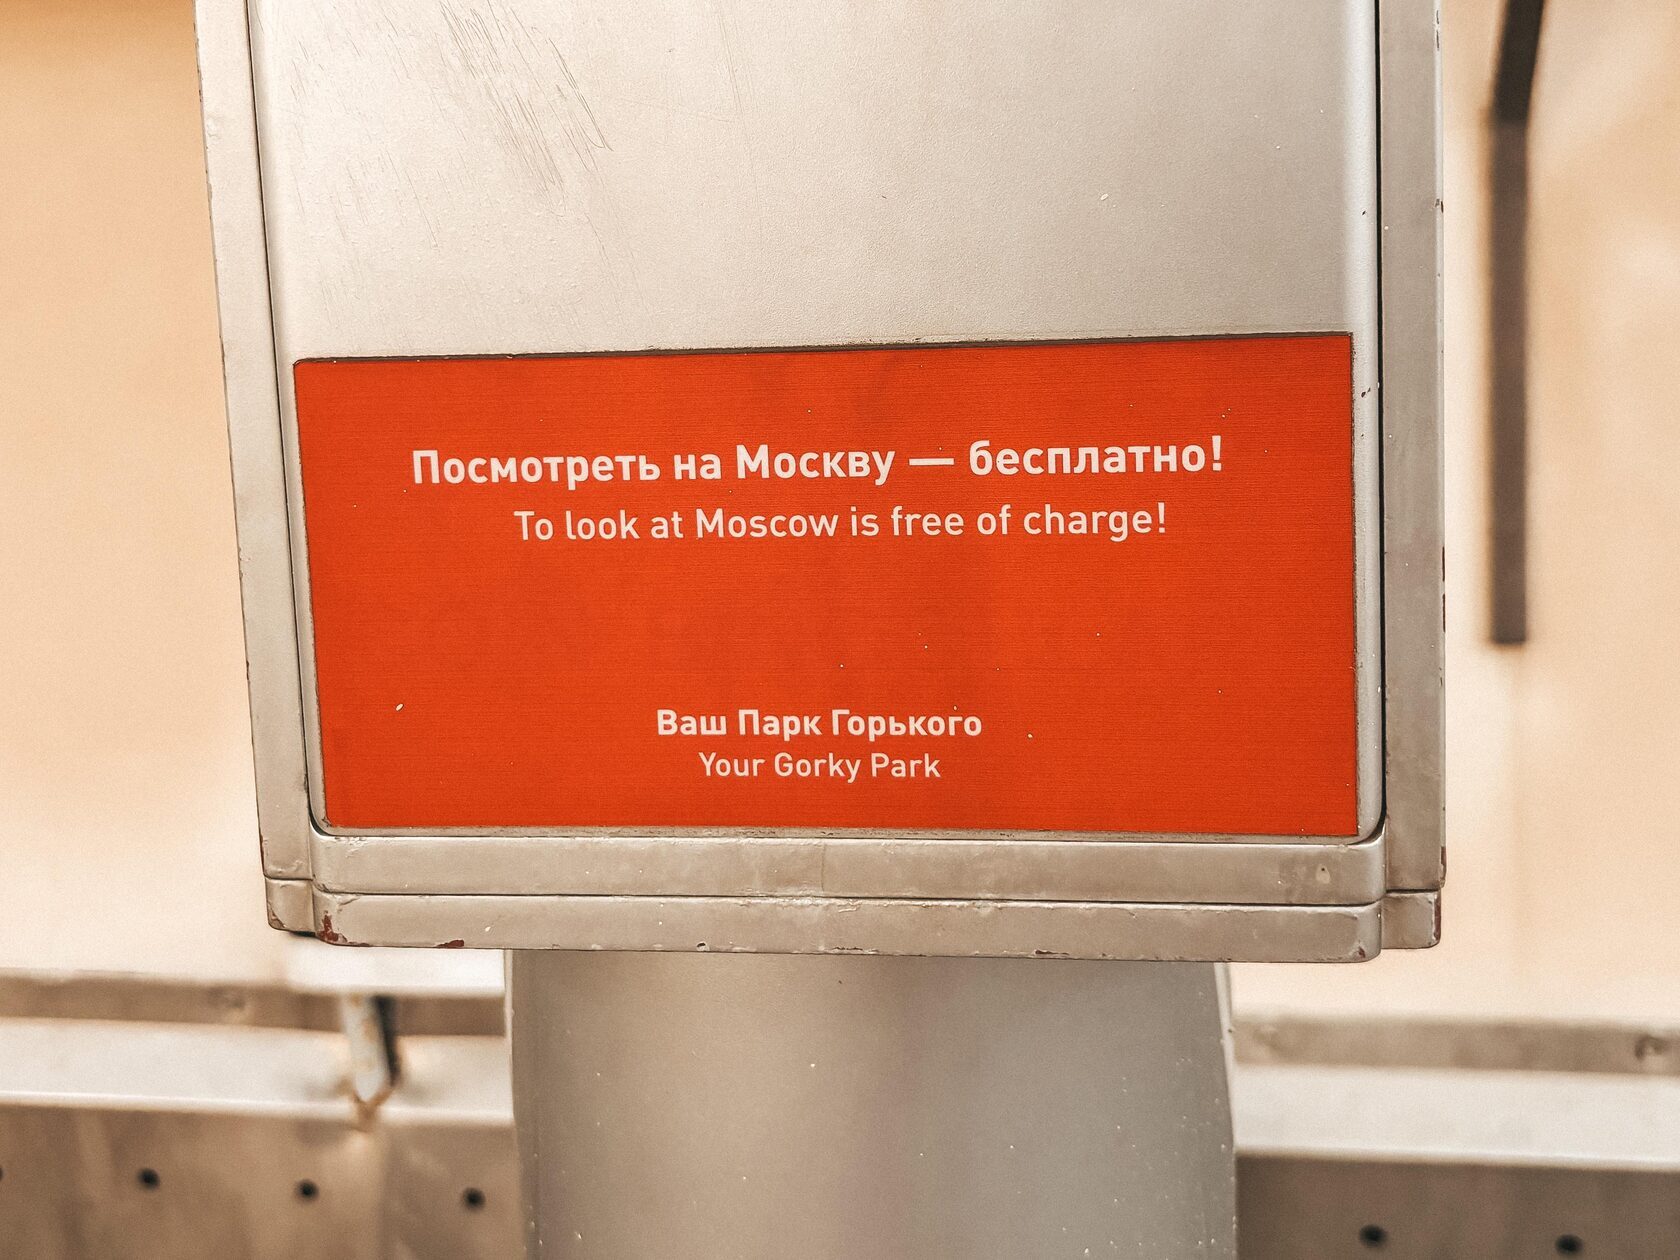 Посмотреть на Москву — бесплатно!
To look at Moscow is free of charge!
Ваш Парк Горького
Your Gorky Park